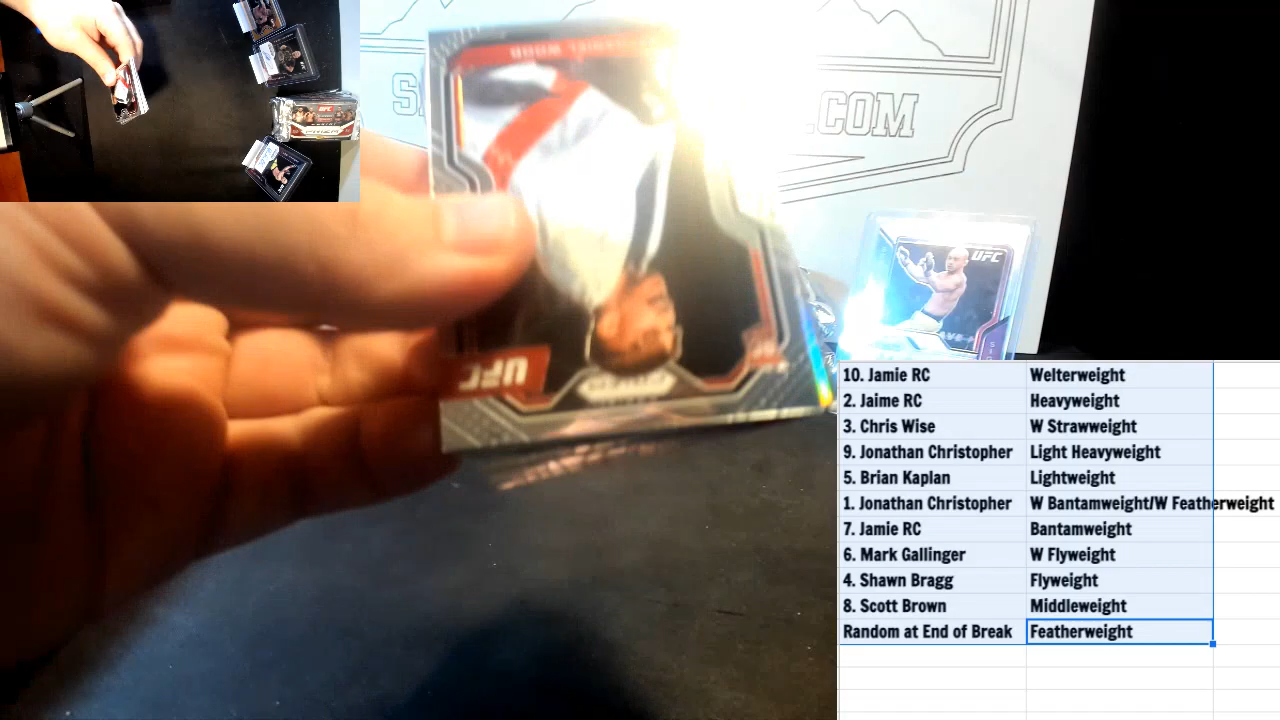 .COM
UFC
UFC
10. Jamie RC Welterweight
2. Jaime RC Heavyweight
3. Chris Wise W Strawweight
9. Jonathan Christopher Light Heavyweight
5. Brian Kaplan Lightweight
1. Jonathan Christopher W Bantamweight/W Featherweight
7. Jamie RC Bantamweight
6. Mark Gallinger W Flyweight
4. Shawn Bragg Flyweight
8. Scott Brown Middleweight
Random at End of Break Featherweight